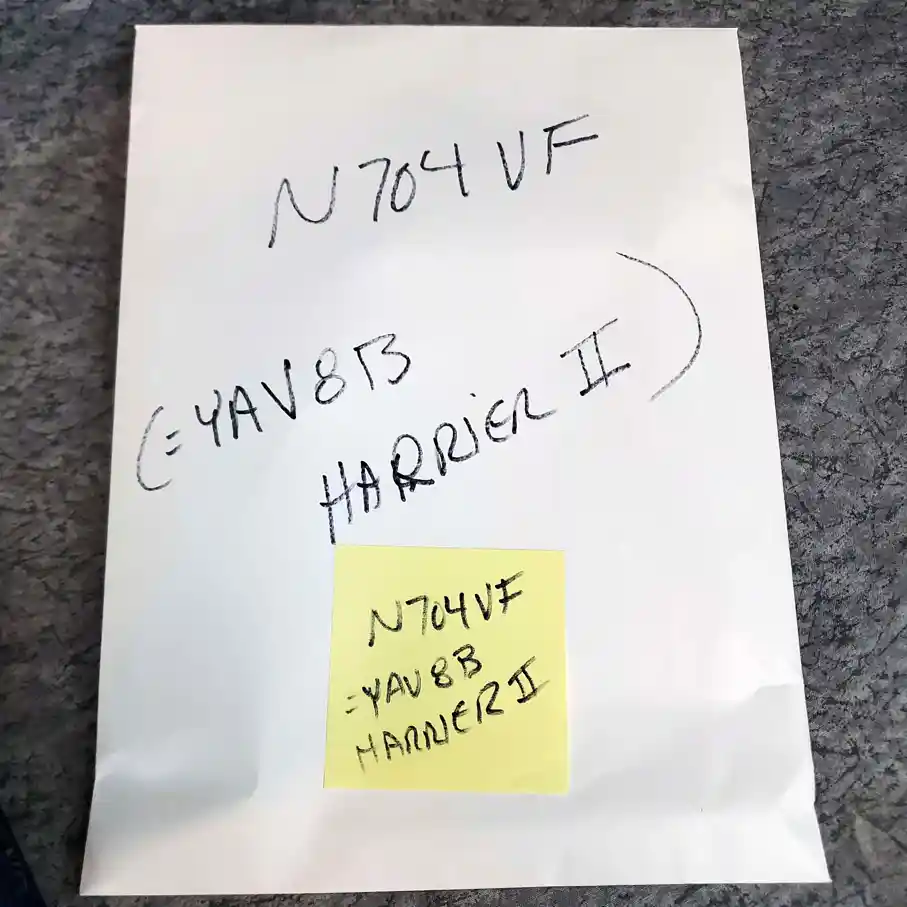 N704VF
(=YAV8B
HARRIER II)
N704VF
=YAV8B
HARRIER II